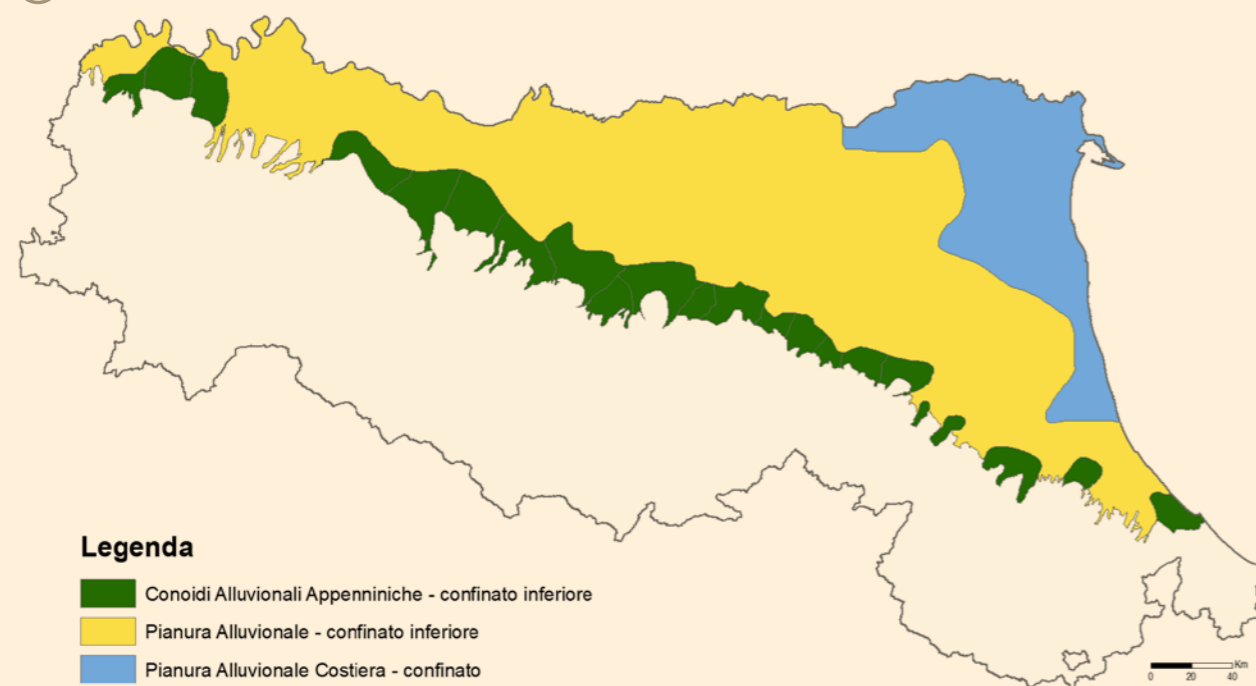 Legenda
Conoidi Alluvionali Appenniniche - confinato inferiore
Pianura Alluvionale - confinato inferiore
Pianura Alluvionale Costiera - confinato
Km
0 20 40